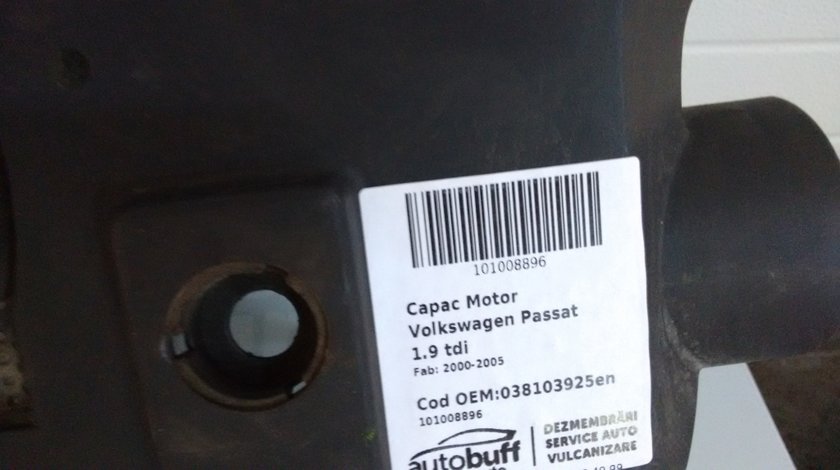 101008896
Capac Motor
Volkswagen Passat
1.9 tdi
Fab: 2000-2005
Cod OEM:038103925en
101008896
autobuff
DEZMEMBRĂRI
SERVICE AUTO
VULCANIZARE